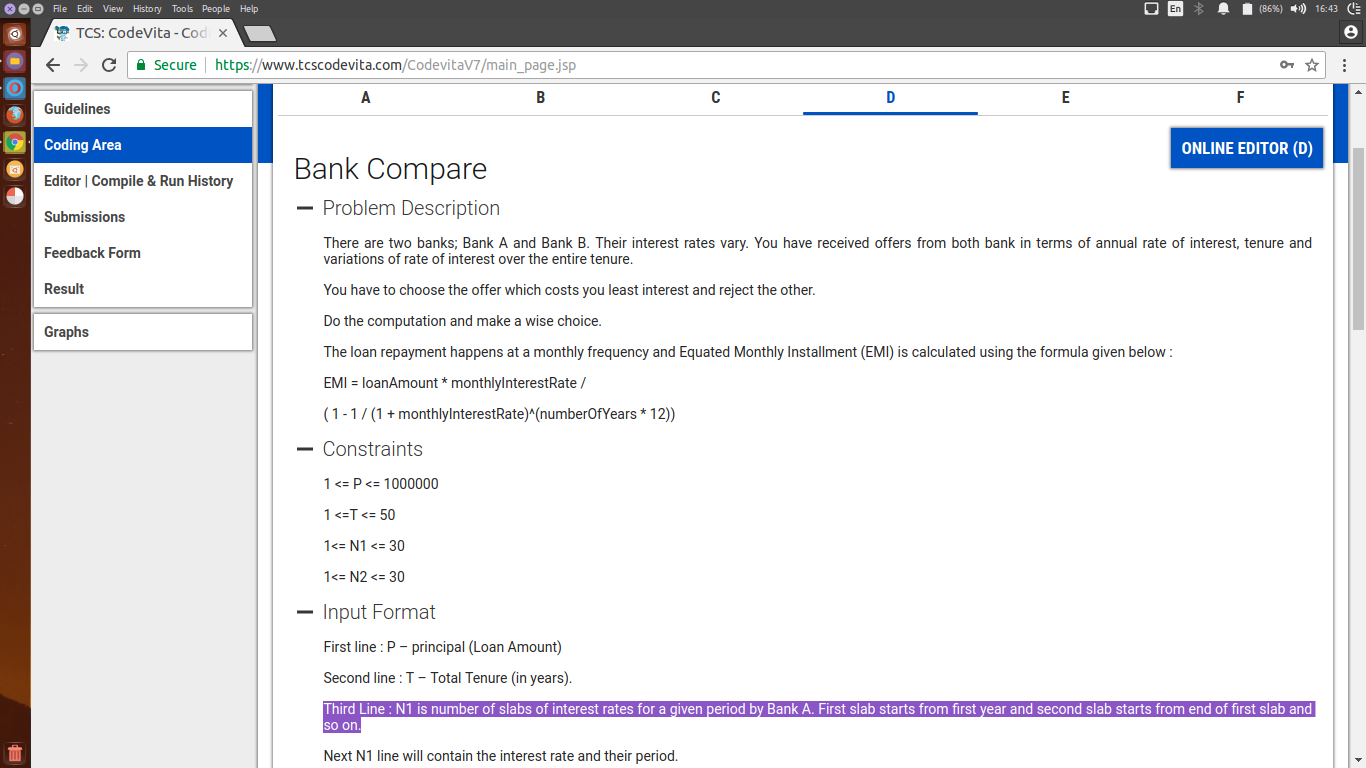 File Edit View History Tools People Help
En (86%) 16:43
TCS: CodeVita - Cod
Secure https://www.tcscodevita.com/CodevitaV7/main_page.jsp
Guidelines
Coding Area
Editor | Compile & Run History
Submissions
Feedback Form
Result
Graphs
A B C D E F
ONLINE EDITOR (D)
Bank Compare
Problem Description
There are two banks; Bank A and Bank B. Their interest rates vary. You have received offers from both bank in terms of annual rate of interest, tenure and
variations of rate of interest over the entire tenure.
You have to choose the offer which costs you least interest and reject the other.
Do the computation and make a wise choice.
The loan repayment happens at a monthly frequency and Equated Monthly Installment (EMI) is calculated using the formula given below :
EMI = loanAmount * monthlyInterestRate /
( 1 - 1 / (1 + monthlyInterestRate)^(numberOfYears * 12))
Constraints
1 <= P <= 1000000
1 <=T <= 50
1<= N1 <= 30
1<= N2 <= 30
Input Format
First line : P – principal (Loan Amount)
Second line : T – Total Tenure (in years).
Third Line : N1 is number of slabs of interest rates for a given period by Bank A. First slab starts from first year and second slab starts from end of first slab and
so on.
Next N1 line will contain the interest rate and their period.